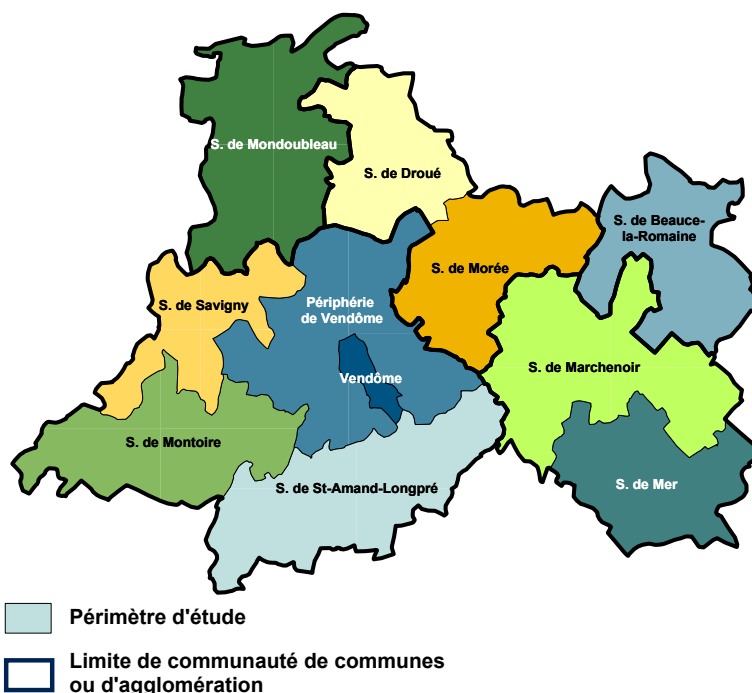 S. de Mondoubleau
S. de Droué
S. de Beauce-
la-Romaine
S. de Morée
S. de Savigny
Périphérie
de Vendôme
Vendôme
S. de Marchenoir
S. de Montoire
S. de St-Amand-Longpré
S. de Mer
Périmètre d'étude
Limite de communauté de communes
ou d'agglomération